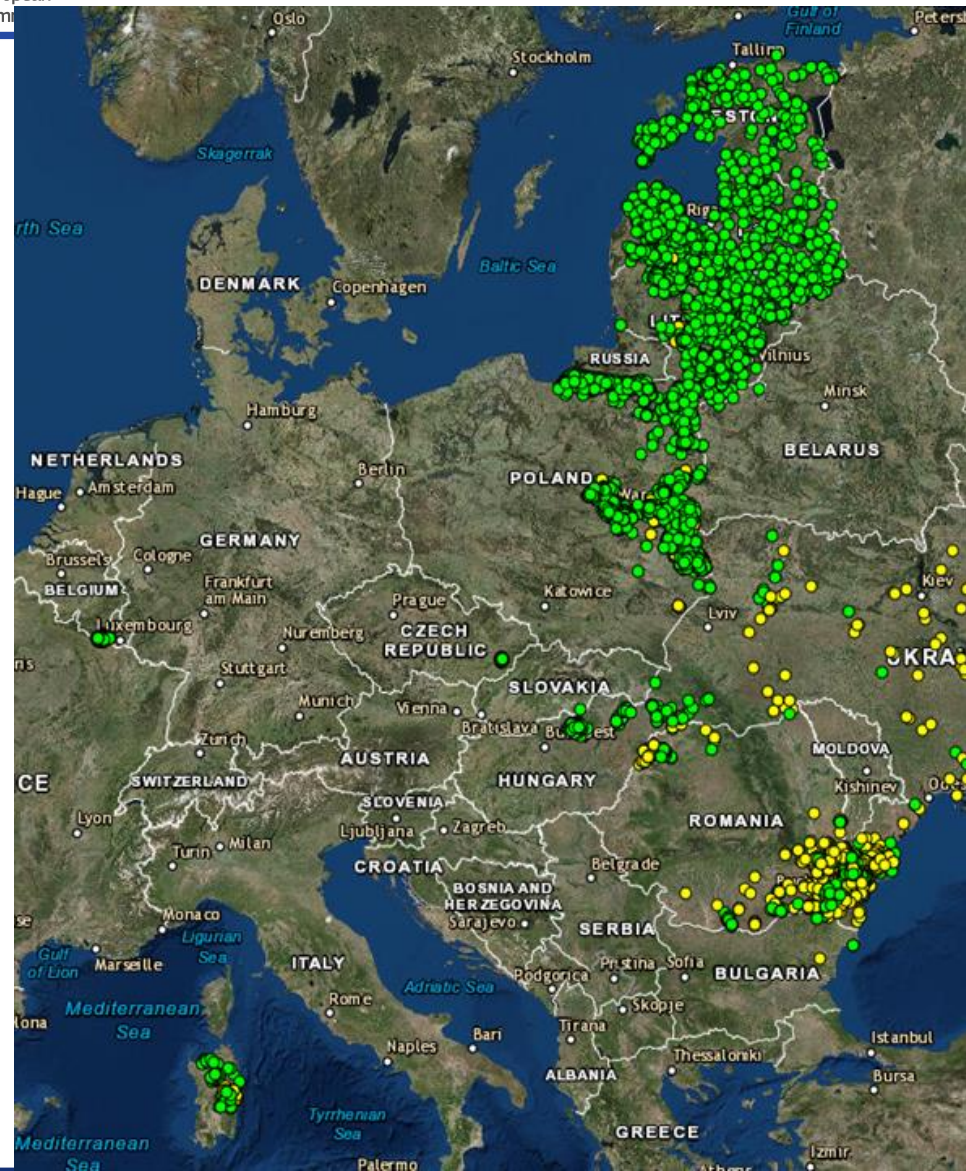 Oslo
Gulf of
Finland
Stockholm
Tallinn
Skagerrak
Baltic Sea
DENMARK
Copenhagen
RUSSIA
Vilnius
Minsk
Hamburg
BELARUS
NETHERLANDS
Berlin
POLAND
Hague
Amsterdam
GERMANY
Brussels
Cologne
BELGIUM
Frankfurt
am Main
Katowice
Kiev
Prague
Lviv
Luxembourg
Nuremberg
CZECH
REPUBLIC
Stuttgart
SLOVAKIA
Munich
Vienna
Bratislava
Zurich
AUSTRIA
MOLDOVA
SWITZERLAND
HUNGARY
Kishinev
SLOVENIA
Lyon
Ljubljana
Zagreb
ROMANIA
Turin
Milan
CROATIA
Belgrade
BOSNIA AND
HERZEGOVINA
Monaco
Sarajevo
SERBIA
Ligurian
Sea
Gulf
of Lion
Marseille
ITALY
Pristina
Sofia
Podgorica
BULGARIA
Adriatic Sea
Mediterranean
Sea
Rome
Skopje
Bari
Tirana
Istanbul
Naples
Thessaloniki
ALBANIA
Bursa
Tyrrhenian
Sea
GREECE
Mediterranean
Sea
Palermo
Izmir